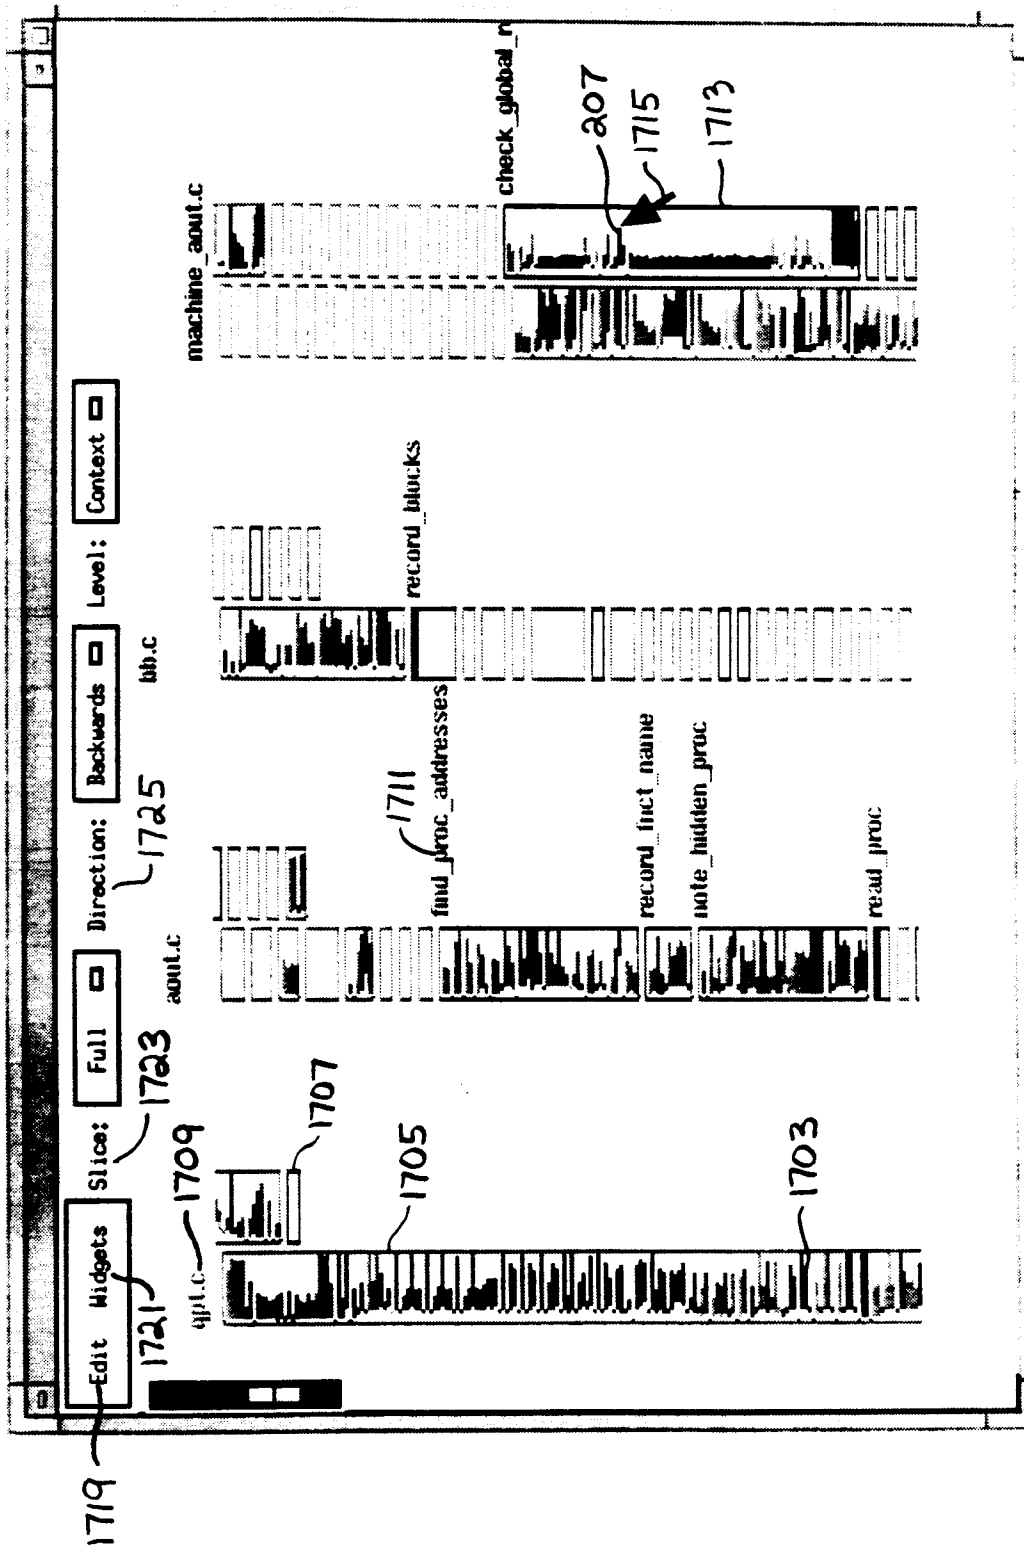 1719
Edit Widgets
1721
Slice:
1723
Full
Direction:
1725
Backwards
Level:
Context
qpt.c
1709
aout.c
bb.c
machine_aout.c
1707
1705
1703
1711
find_proc_addresses
record_fnct_name
note_hidden_proc
read_proc
record_blocks
check_global_n
207
1715
1713